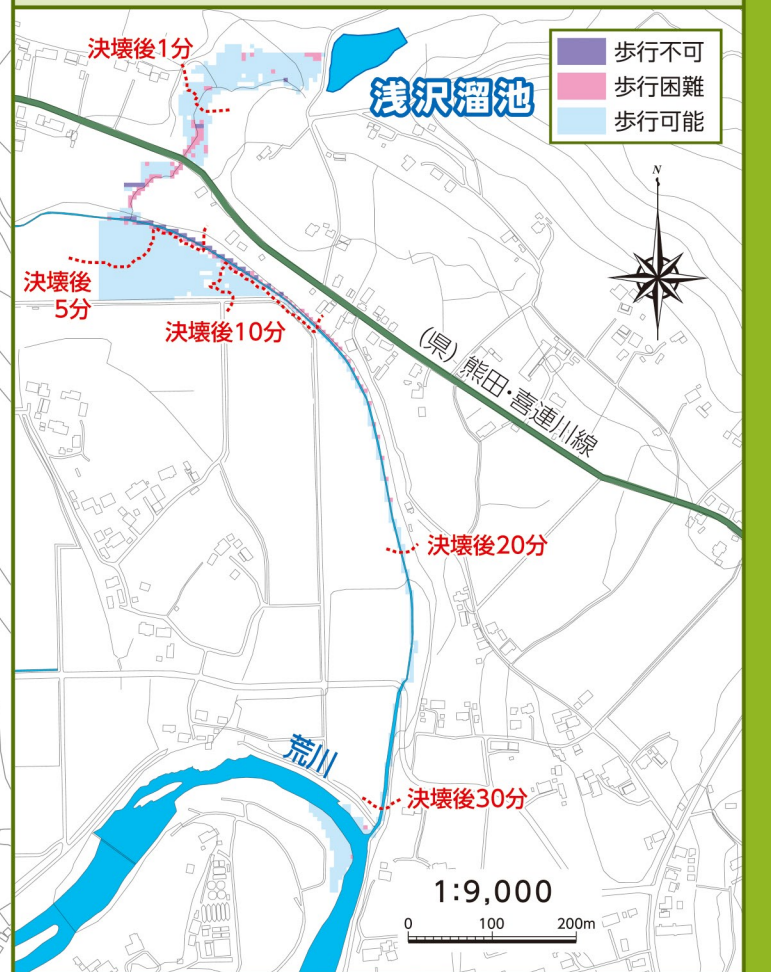 決壊後1分
浅沢溜池
歩行不可
歩行困難
歩行可能
N
決壊後
5分
決壊後10分
(県) 熊田・喜連川線
決壊後20分
荒川
決壊後30分
1:9,000
0 100 200m